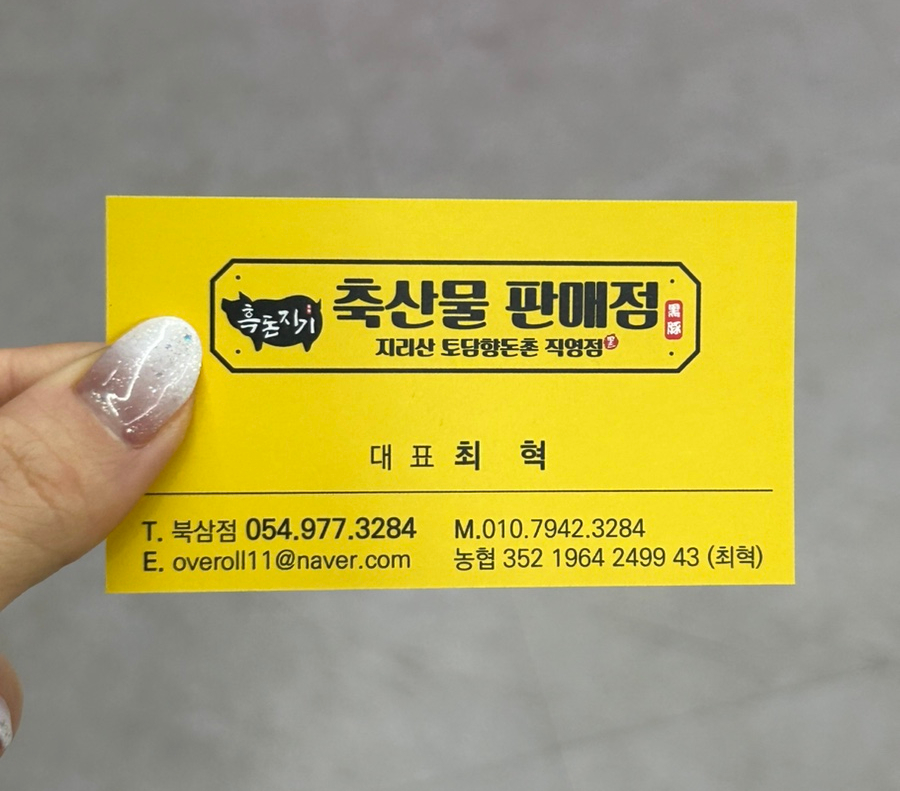 흑돈자기 축산물 판매점 黑豚
지리산 토담향돈촌 직영점
대표 최 혁
T. 북삼점 054.977.3284 M.010.7942.3284
E. overoll11@naver.com 농협 352 1964 2499 43 (최혁)